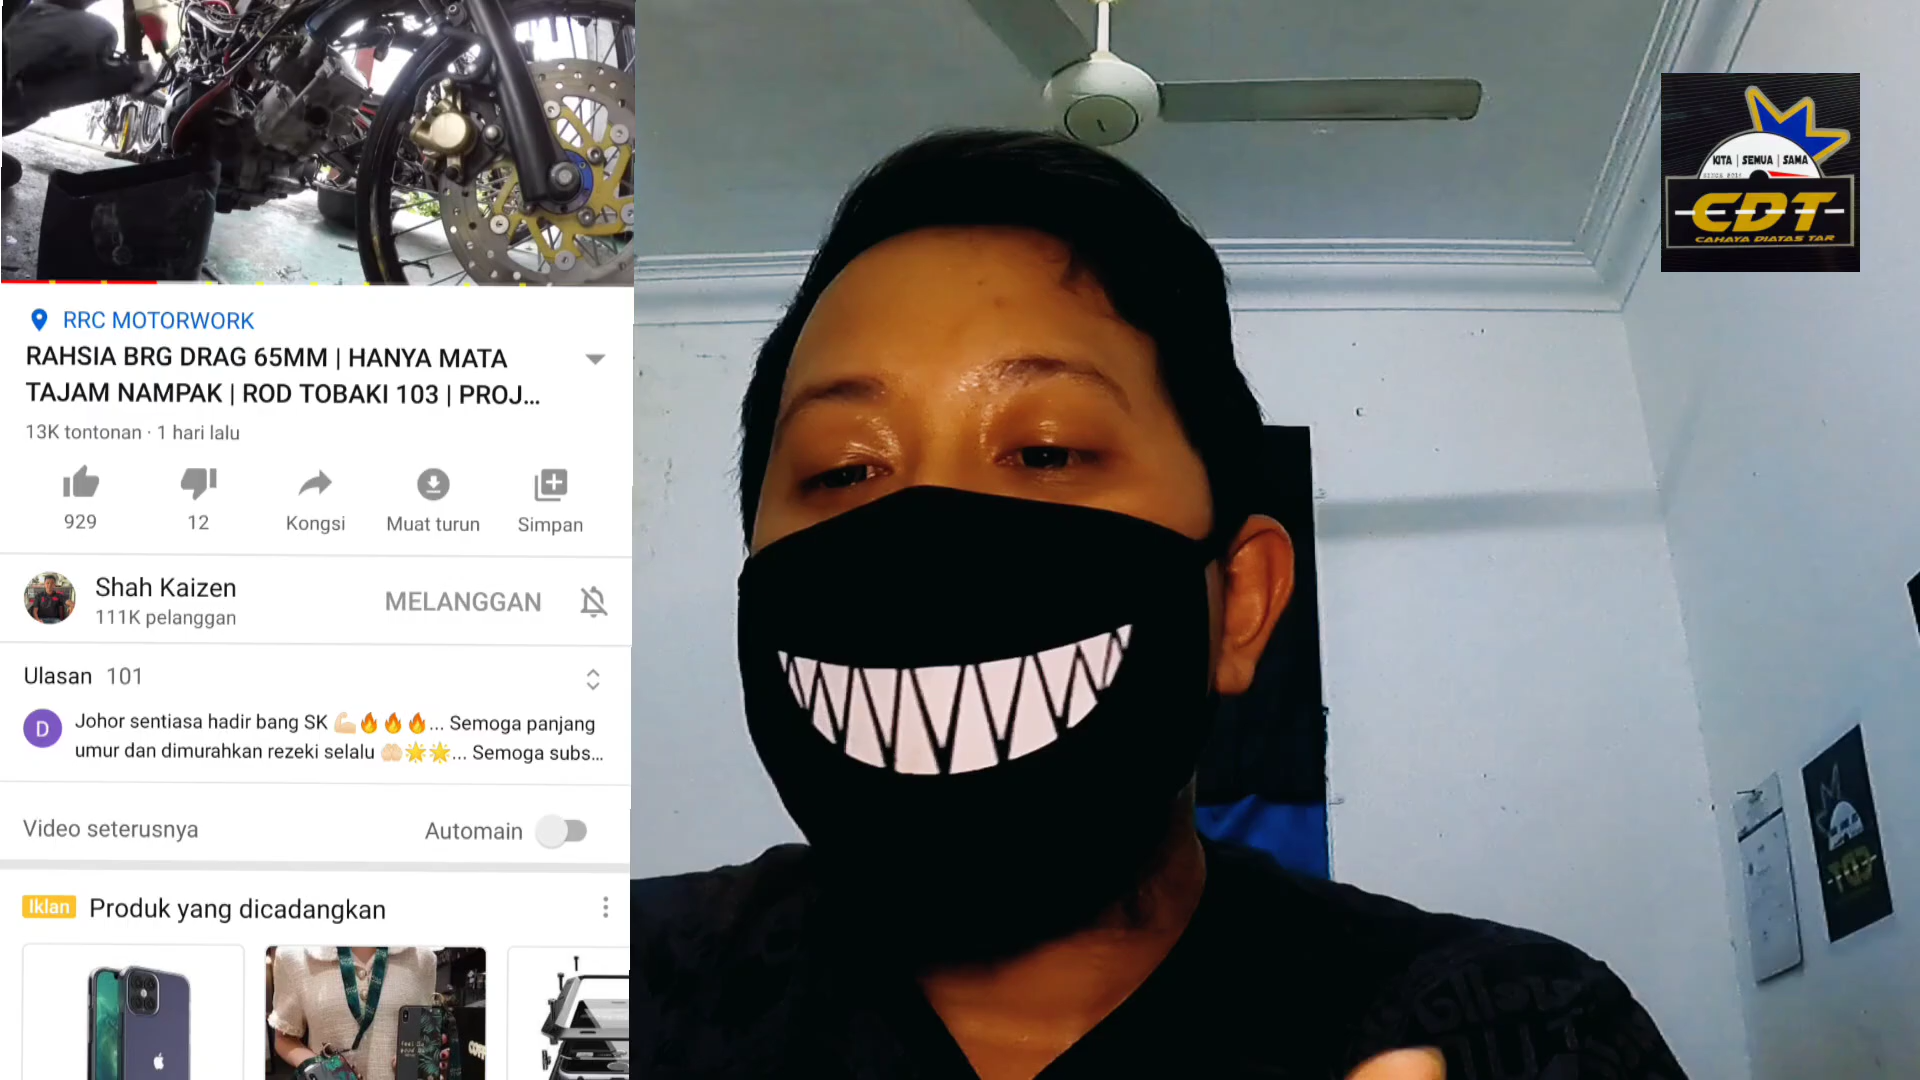 RRC MOTORWORK
RAHSIA BRG DRAG 65MM | HANYA MATA
TAJAM NAMPAK | ROD TOBAKI 103 | PROJ...
13K tontonan · 1 hari lalu
929
12
Kongsi
Muat turun
Simpan
Shah Kaizen
111K pelanggan
MELANGGAN
Ulasan 101
D
Johor sentiasa hadir bang SK 💪🏻🔥🔥🔥... Semoga panjang
umur dan dimurahkan rezeki selalu 🤲🏻🌟🌟... Semoga subs...
Video seterusnya
Automain
Iklan
Produk yang dicadangkan
KITA | SEMUA | SAMA
CDT
CAHAYA DIATAS TAR